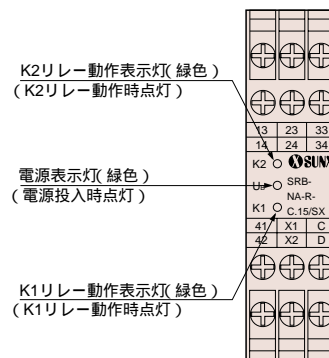 K2リレー動作表示灯(緑色)
(K2リレー動作時点灯)
電源表示灯(緑色)
(電源投入時点灯)
K1リレー動作表示灯(緑色)
(K1リレー動作時点灯)
13 23 33
14 24 34
K2 SUNX
SRB-
NA-R-
K1 C.15/SX
41 X1 C
42 X2 D